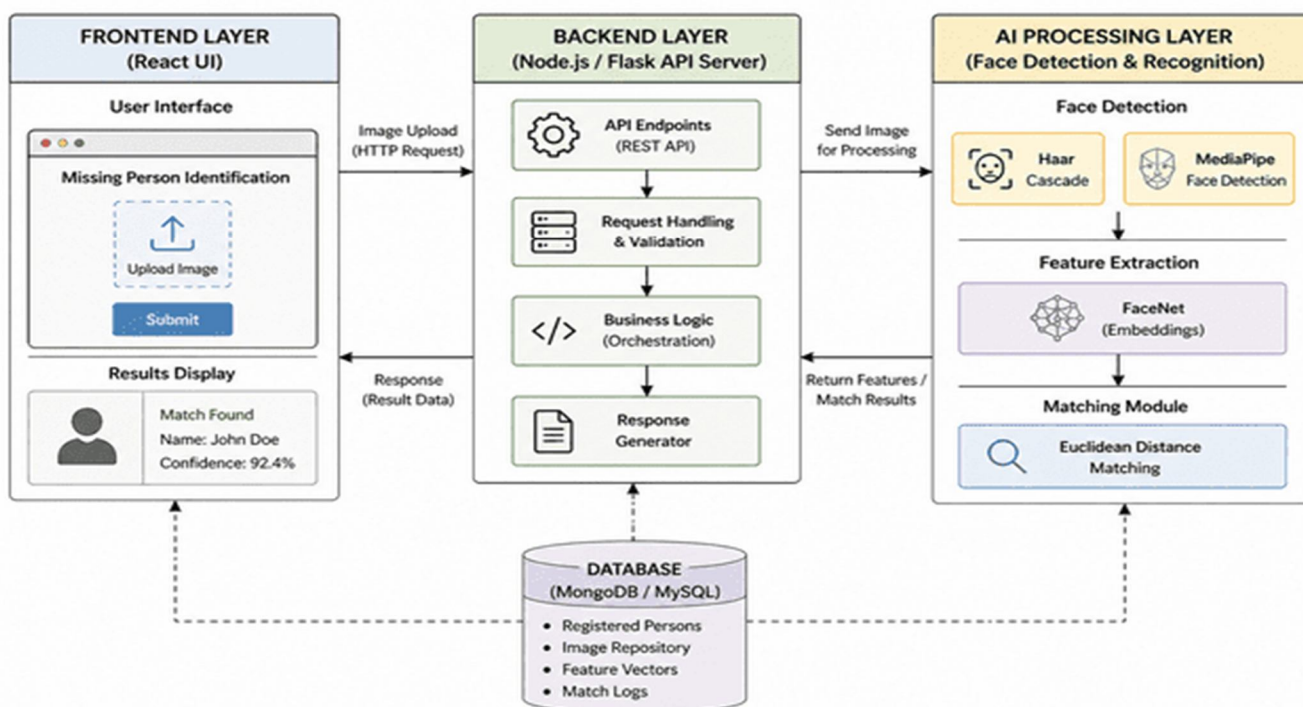 FRONTEND LAYER
(React UI)
User Interface
Missing Person Identification
Upload Image
Submit
Results Display
Match Found
Name: John Doe
Confidence: 92.4%
Image Upload
(HTTP Request)
Response
(Result Data)
BACKEND LAYER
(Node.js / Flask API Server)
API Endpoints
(REST API)
Request Handling
& Validation
</>
Business Logic
(Orchestration)
Response
Generator
Send Image
for Processing
Return Features /
Match Results
AI PROCESSING LAYER
(Face Detection & Recognition)
Face Detection
Haar
Cascade
MediaPipe
Face Detection
Feature Extraction
FaceNet
(Embeddings)
Matching Module
Euclidean Distance
Matching
DATABASE
(MongoDB / MySQL)
• Registered Persons
• Image Repository
• Feature Vectors
• Match Logs